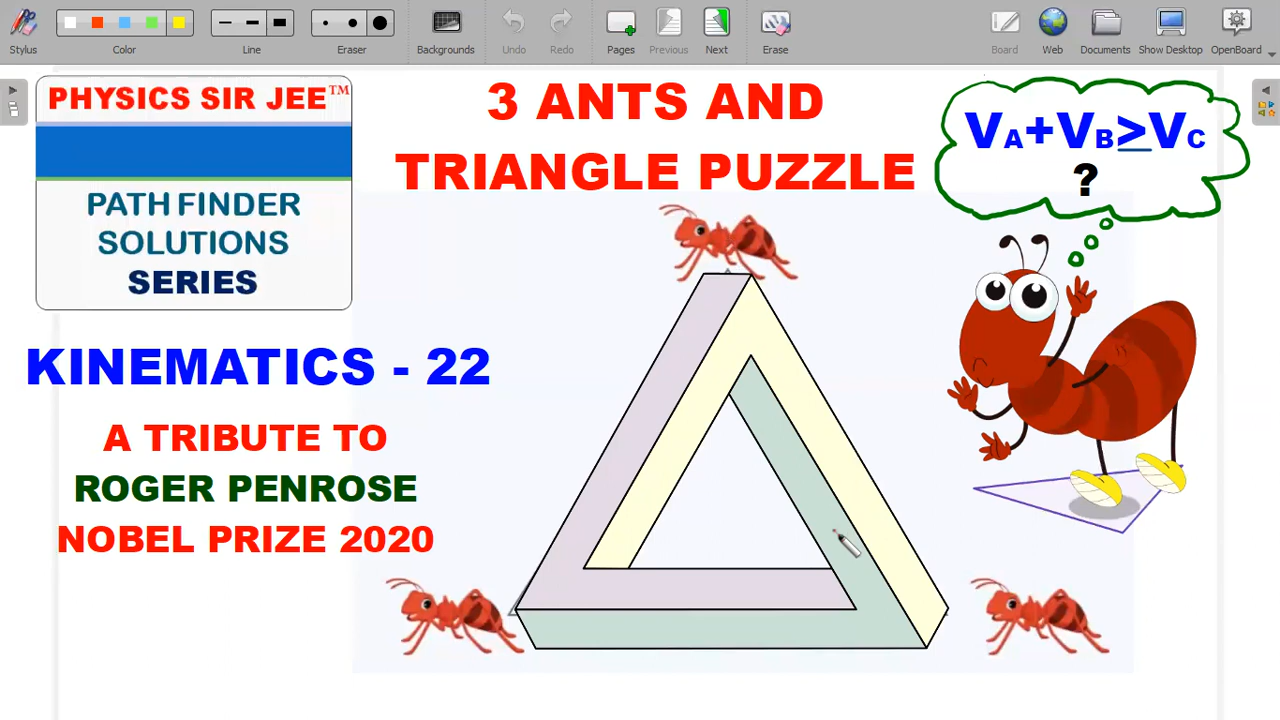 Stylus
Color
Line
Eraser
Backgrounds
Undo
Redo
Pages
Previous
Next
Erase
Board
Web
Documents
Show Desktop
OpenBoard
PHYSICS SIR JEE™
PATH FINDER
SOLUTIONS
SERIES
3 ANTS AND
TRIANGLE PUZZLE
VA+VB≥VC
?
KINEMATICS - 22
A TRIBUTE TO
ROGER PENROSE
NOBEL PRIZE 2020